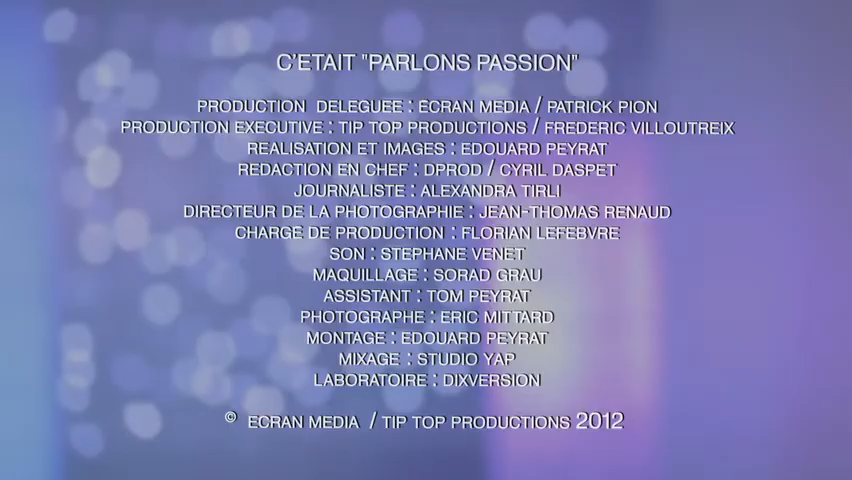 C'ETAIT "PARLONS PASSION"
PRODUCTION DELEGUEE : ECRAN MEDIA / PATRICK PION
PRODUCTION EXECUTIVE : TIP TOP PRODUCTIONS / FREDERIC VILLOUTREIX
REALISATION ET IMAGES : EDOUARD PEYRAT
REDACTION EN CHEF : DPROD / CYRIL DASPET
JOURNALISTE : ALEXANDRA TIRLI
DIRECTEUR DE LA PHOTOGRAPHIE : JEAN-THOMAS RENAUD
CHARGE DE PRODUCTION : FLORIAN LEFEBVRE
SON : STEPHANE VENET
MAQUILLAGE : SORAD GRAU
ASSISTANT : TOM PEYRAT
PHOTOGRAPHE : ERIC MITTARD
MONTAGE : EDOUARD PEYRAT
MIXAGE : STUDIO YAP
LABORATOIRE : DIXVERSION
© ECRAN MEDIA / TIP TOP PRODUCTIONS 2012